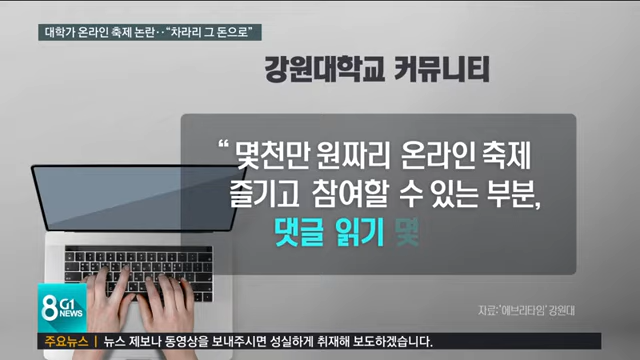 대학가 온라인 축제 논란‥"차라리 그 돈으로"
강원대학교 커뮤니티
“ 몇천만 원짜리 온라인 축제
즐기고 참여할 수 있는 부분,
댓글 읽기 몇
자료:'에브리타임' 강원대
8 G1 NEWS
주요뉴스 | 뉴스 제보나 동영상을 보내주시면 성실하게 취재해 보도하겠습니다.